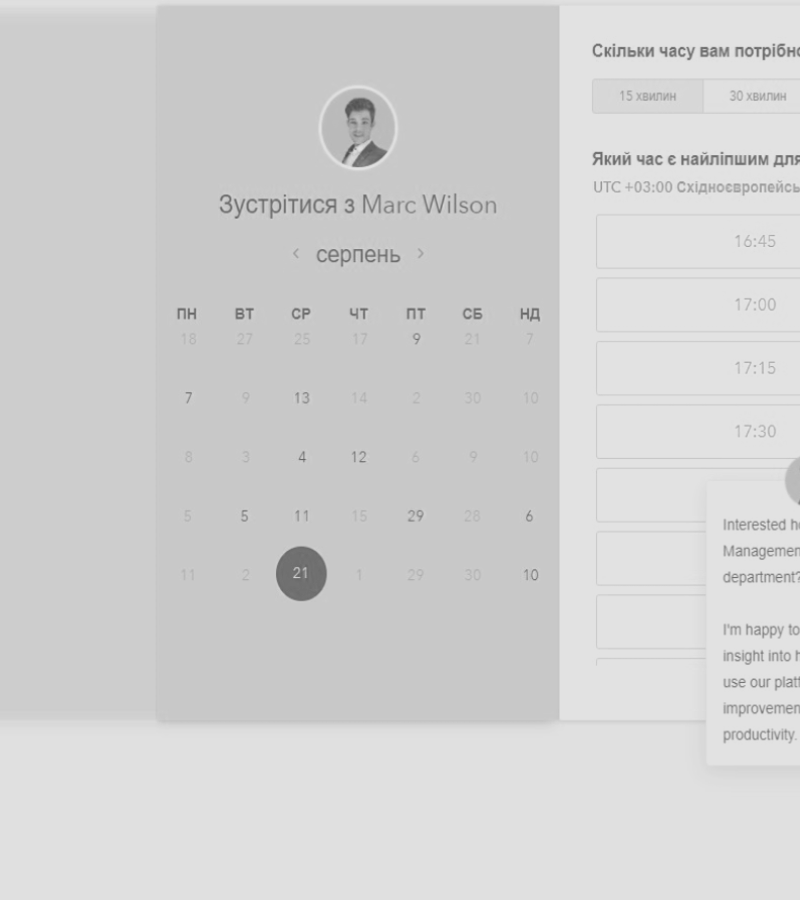 Зустрітися з Marc Wilson
‹ серпень ›
ПН ВТ СР ЧТ ПТ СБ НД
18 27 25 17 9 21 7
7 9 13 14 2 30 10
8 3 4 12 6 9 10
5 5 11 15 29 28 6
11 2 21 1 29 30 10
Скільки часу вам потрібно
15 хвилин 30 хвилин
Який час є найліпшим для
UTC +03:00 Східноєвропейсь
16:45
17:00
17:15
17:30
Interested h
Managemen
department?
I'm happy to
insight into h
use our platf
improvemen
productivity.